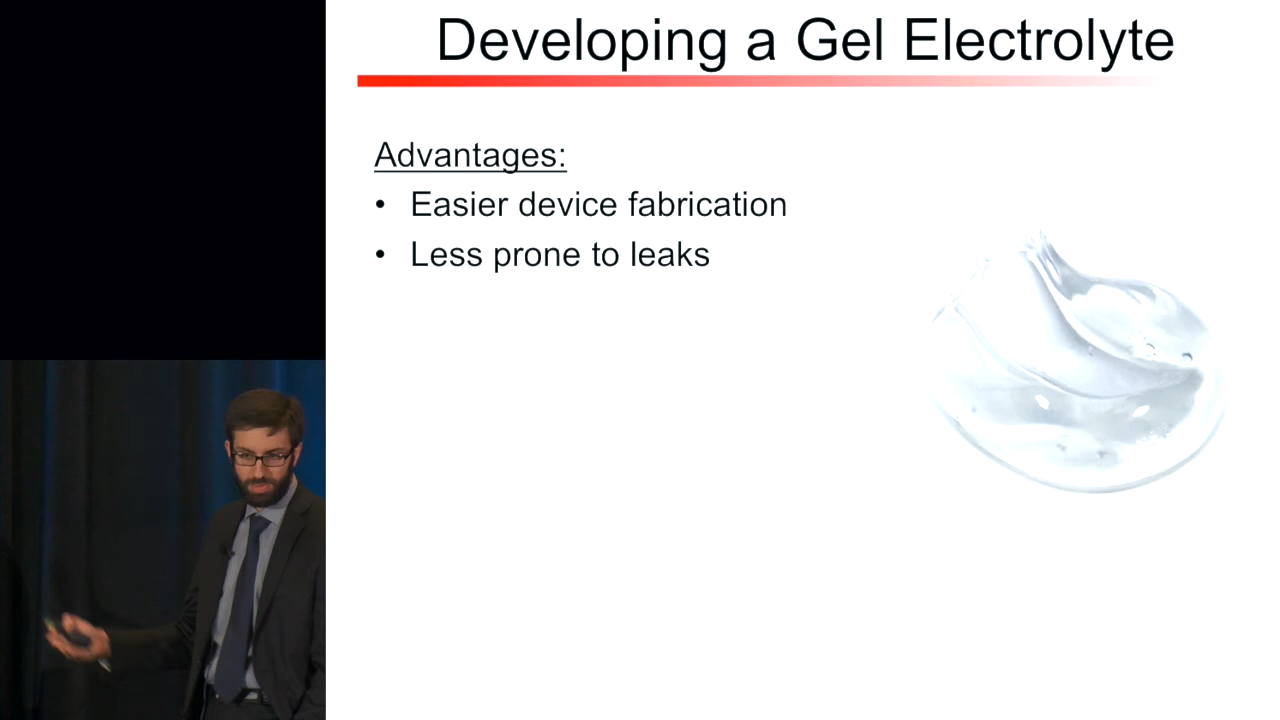 Developing a Gel Electrolyte
Advantages:
• Easier device fabrication
• Less prone to leaks